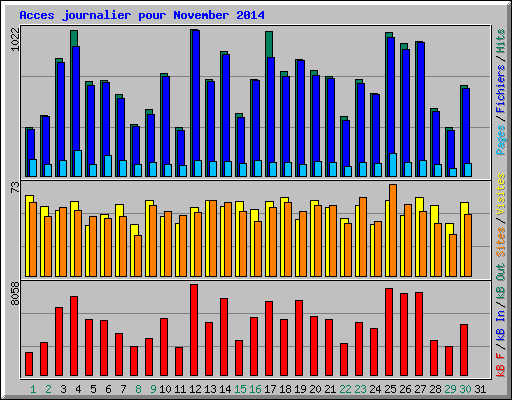 Acces journalier pour November 2014
1022
Pages / Fichiers / Hits
73
Sites / Visites
8058
kB F / kB In / kB Out
1 2 3 4 5 6 7 8 9 10 11 12 13 14 15 16 17 18 19 20 21 22 23 24 25 26 27 28 29 30 31